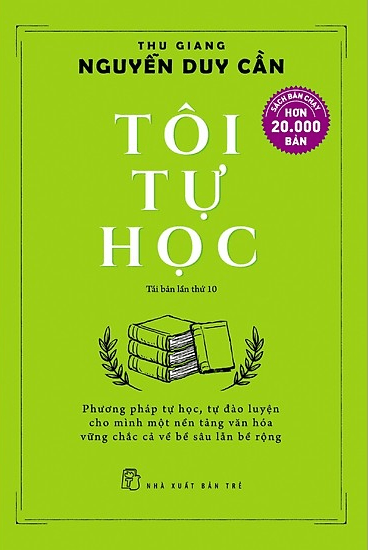 THU GIANG
NGUYỄN DUY CẦN
SÁCH BÁN CHẠY
HƠN
20.000
BẢN
TÔI
TỰ
HỌC
Tái bản lần thứ 10
Phương pháp tự học, tự đào luyện
cho mình một nền tảng văn hóa
vững chắc cả về bề sâu lẫn bề rộng
NHÀ XUẤT BẢN TRẺ